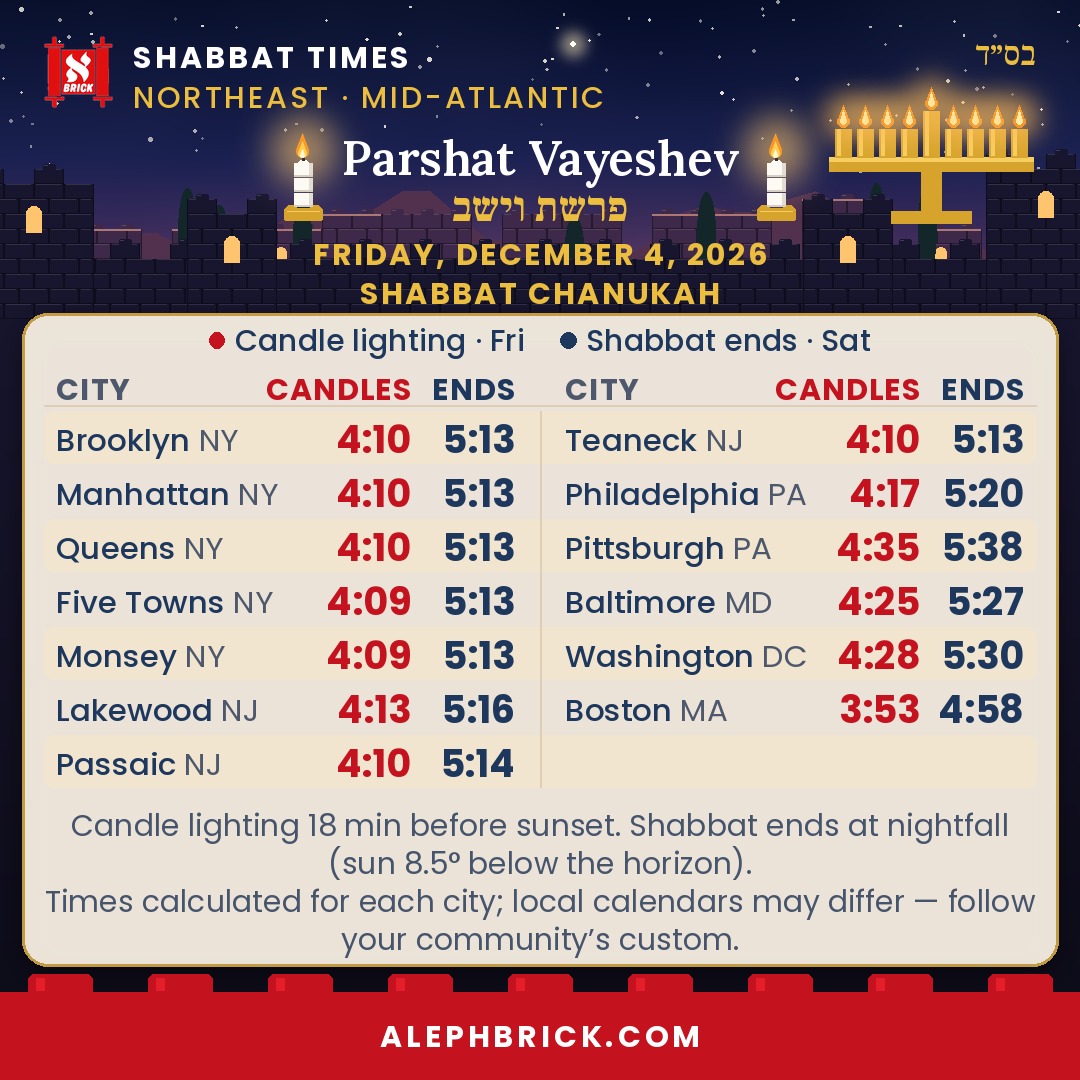 א
BRICK
SHABBAT TIMES
NORTHEAST · MID-ATLANTIC
בס״ד
Parshat Vayeshev
פרשת וישב
FRIDAY, DECEMBER 4, 2026
SHABBAT CHANUKAH
Candle lighting · Fri Shabbat ends · Sat
CITY CANDLES ENDS CITY CANDLES ENDS
Brooklyn NY 4:10 5:13 Teaneck NJ 4:10 5:13
Manhattan NY 4:10 5:13 Philadelphia PA 4:17 5:20
Queens NY 4:10 5:13 Pittsburgh PA 4:35 5:38
Five Towns NY 4:09 5:13 Baltimore MD 4:25 5:27
Monsey NY 4:09 5:13 Washington DC 4:28 5:30
Lakewood NJ 4:13 5:16 Boston MA 3:53 4:58
Passaic NJ 4:10 5:14
Candle lighting 18 min before sunset. Shabbat ends at nightfall
(sun 8.5° below the horizon).
Times calculated for each city; local calendars may differ — follow
your community’s custom.
ALEPHBRICK.COM